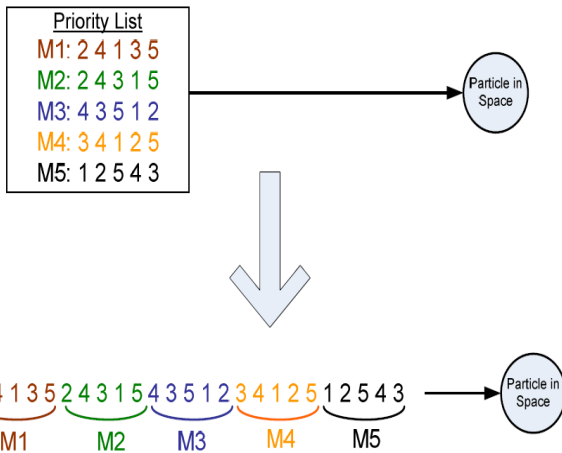 Priority List
M1: 2 4 1 3 5
M2: 2 4 3 1 5
M3: 4 3 5 1 2
M4: 3 4 1 2 5
M5: 1 2 5 4 3
Particle in
Space
1 3 5 2 4 3 1 5 4 3 5 1 2 3 4 1 2 5 1 2 5 4 3
M1 M2 M3 M4 M5
Particle in
Space